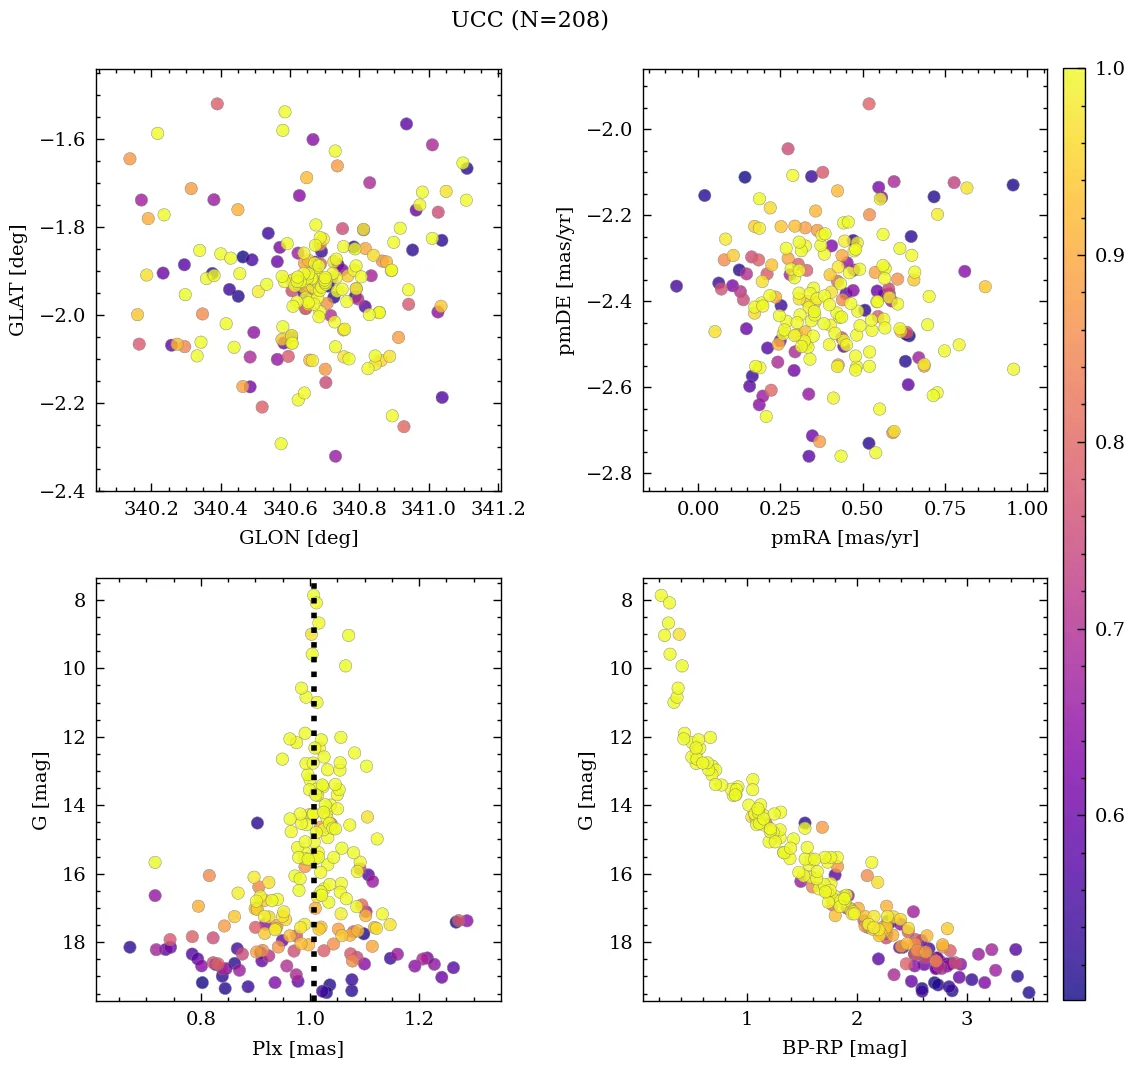 UCC (N=208)
−1.6
−1.8
−2.0
−2.2
−2.4
GLAT [deg]
340.2 340.4 340.6 340.8 341.0 341.2
GLON [deg]
−2.0
−2.2
−2.4
−2.6
−2.8
pmDE [mas/yr]
0.00 0.25 0.50 0.75 1.00
pmRA [mas/yr]
8
10
12
14
16
18
G [mag]
0.8 1.0 1.2
Plx [mas]
8
10
12
14
16
18
G [mag]
1 2 3
BP-RP [mag]
1.0
0.9
0.8
0.7
0.6